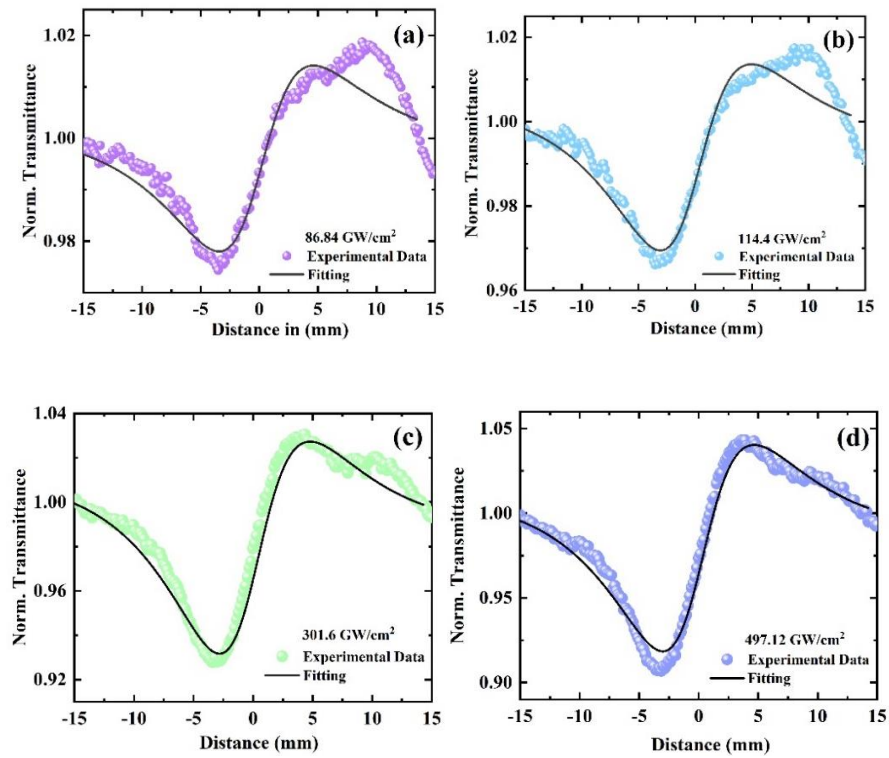 (a)
1.02
1.00
0.98
Norm. Transmittance
86.84 GW/cm²
Experimental Data
Fitting
-15 -10 -5 0 5 10 15
Distance in (mm)
(b)
1.02
1.00
0.98
0.96
Norm. Transmittance
114.4 GW/cm²
Experimental Data
Fitting
-15 -10 -5 0 5 10 15
Distance (mm)
(c)
1.04
1.00
0.96
0.92
Norm. Transmittance
301.6 GW/cm²
Experimental Data
Fitting
-15 -10 -5 0 5 10 15
Distance (mm)
(d)
1.05
1.00
0.95
0.90
Norm. Transmittance
497.12 GW/cm²
Experimental Data
Fitting
-15 -10 -5 0 5 10 15
Distance (mm)